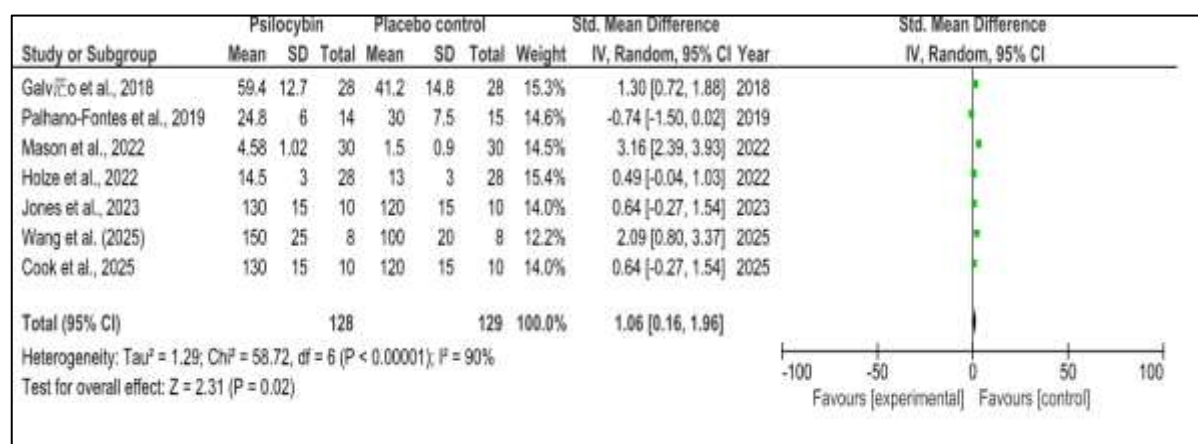 Psilocybin Placebo control Std. Mean Difference Std. Mean Difference
Study or Subgroup Mean SD Total Mean SD Total Weight IV, Random, 95% CI Year IV, Random, 95% CI
et al., 2018 59.4 12.7 28 41.2 14.8 28 15.3% 1.30 [0.72, 1.88] 2018
Palhano-Fontes et al., 2019 24.8 6 14 30 7.5 15 14.6% -0.74 [-1.50, 0.02] 2019
Mason et al., 2022 4.58 1.02 30 1.5 0.9 30 14.5% 3.16 [2.39, 3.93] 2022
Holze et al., 2022 14.5 3 28 13 3 28 15.4% 0.49 [-0.04, 1.03] 2022
Jones et al., 2023 130 15 10 120 15 10 14.0% 0.64 [-0.27, 1.54] 2023
Wang et al. (2025) 150 25 8 100 20 8 12.2% 2.09 [0.80, 3.37] 2025
Cook et al., 2025 130 15 10 120 15 10 14.0% 0.64 [-0.27, 1.54] 2025
Total (95% CI) 128 129 100.0% 1.06 [0.16, 1.96]
Heterogeneity: Tau² = 1.29; Chi² = 58.72, df = 6 (P < 0.00001); I² = 90%
Test for overall effect: Z = 2.31 (P = 0.02)
-100 -50 0 50 100
Favours [experimental] Favours [control]